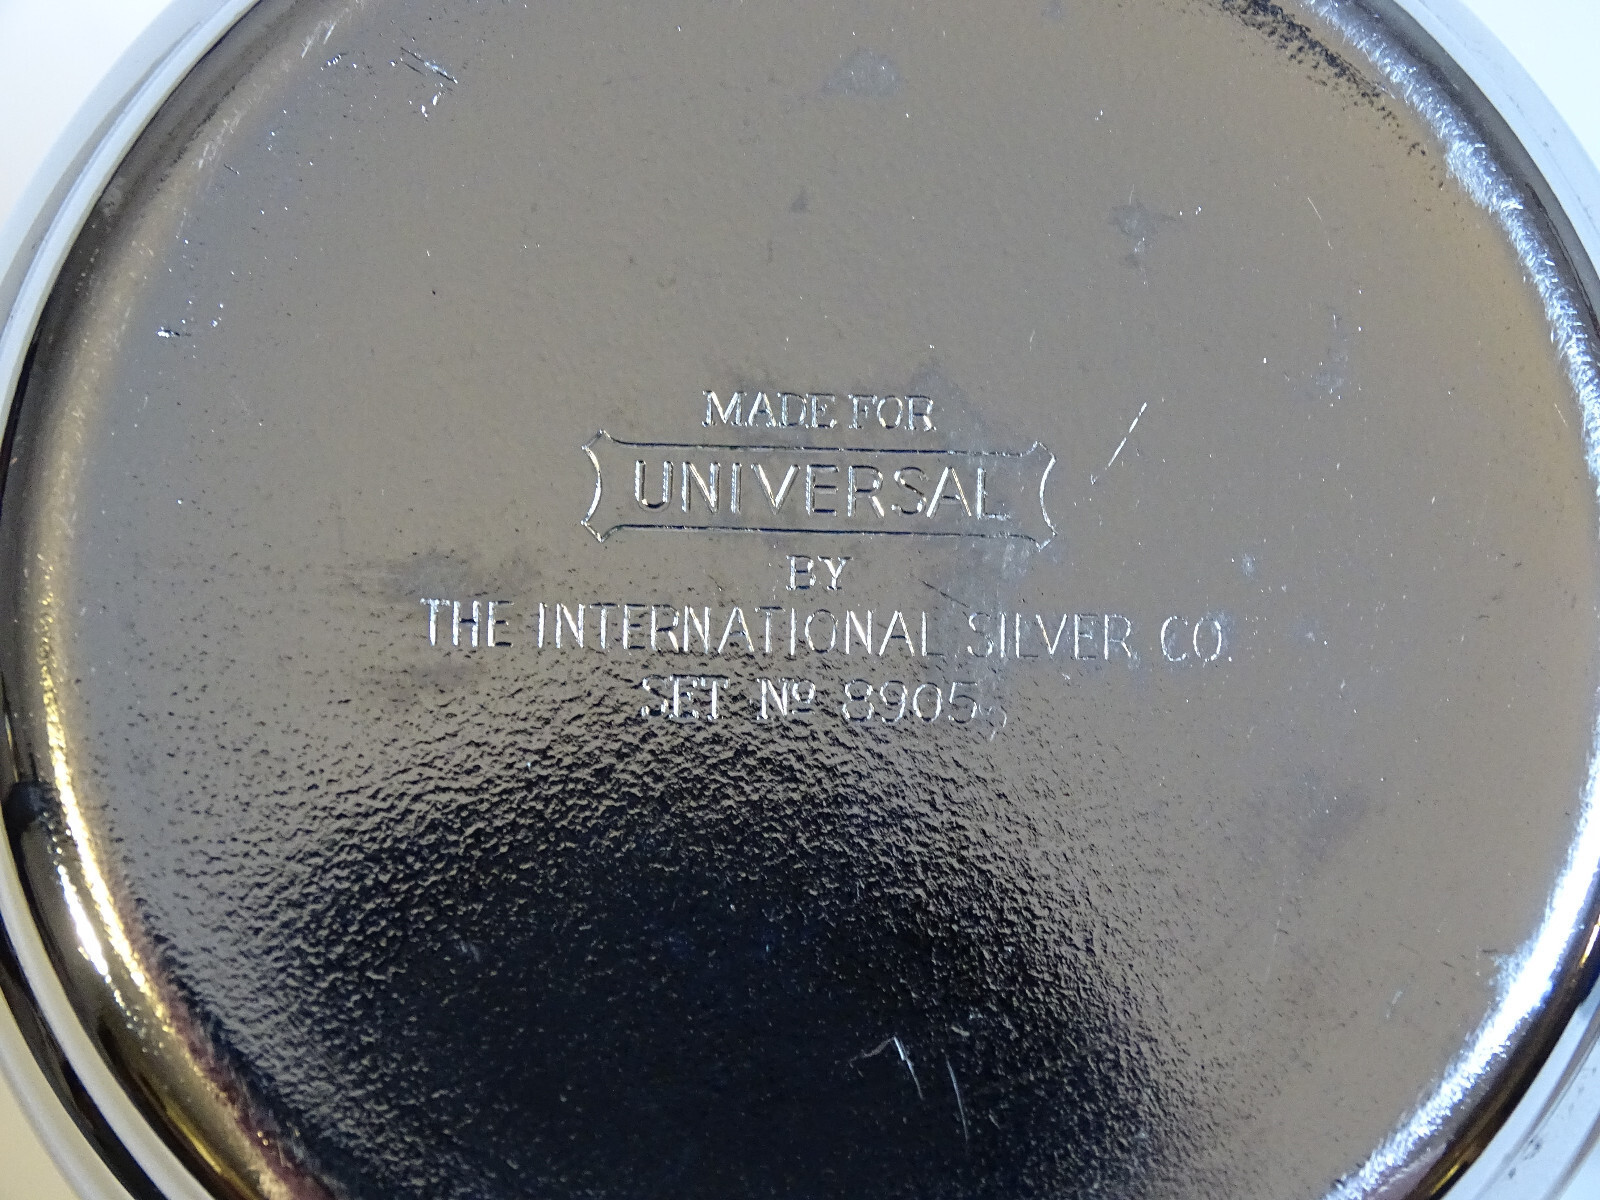 MADE FOR
UNIVERSAL
BY
THE INTERNATIONAL SILVER CO.
SET Nº 8905